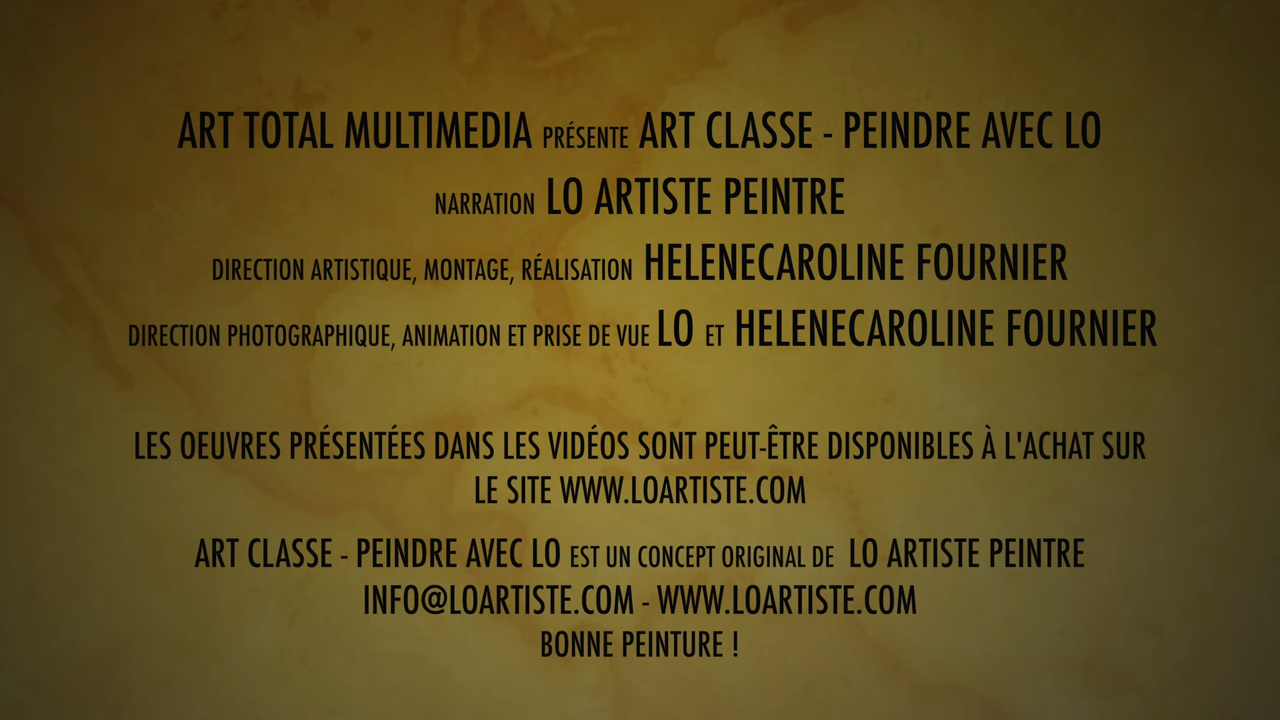 ART TOTAL MULTIMEDIA PRÉSENTE ART CLASSE - PEINDRE AVEC LO
NARRATION LO ARTISTE PEINTRE
DIRECTION ARTISTIQUE, MONTAGE, RÉALISATION HELENECAROLINE FOURNIER
DIRECTION PHOTOGRAPHIQUE, ANIMATION ET PRISE DE VUE LO ET HELENECAROLINE FOURNIER
LES OEUVRES PRÉSENTÉES DANS LES VIDÉOS SONT PEUT-ÊTRE DISPONIBLES À L'ACHAT SUR
LE SITE WWW.LOARTISTE.COM
ART CLASSE - PEINDRE AVEC LO EST UN CONCEPT ORIGINAL DE LO ARTISTE PEINTRE
INFO@LOARTISTE.COM - WWW.LOARTISTE.COM
BONNE PEINTURE !